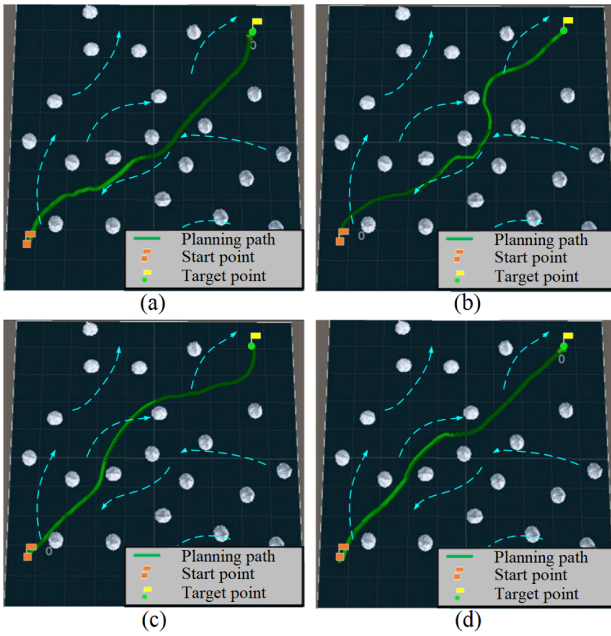 0
Planning path
Start point
Target point
(a)
0
Planning path
Start point
Target point
(b)
0
Planning path
Start point
Target point
(c)
0
Planning path
Start point
Target point
(d)